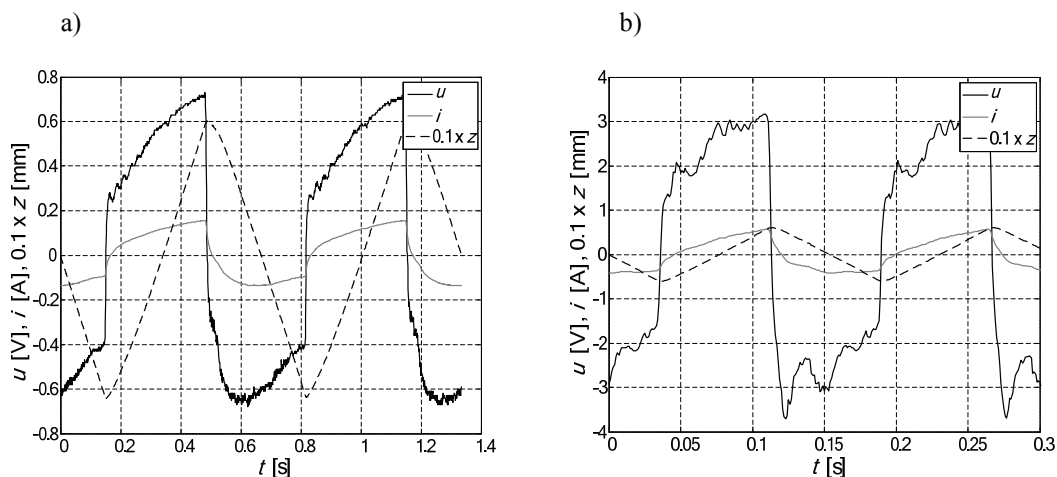 a)
b)
0.8
0.6
0.4
0.2
0
-0.2
-0.4
-0.6
-0.8
0
0.2
0.4
0.6
0.8
1
1.2
1.4
u [V], i [A], 0.1 x z [mm]
t [s]
u
i
0.1 x z
4
3
2
1
0
-1
-2
-3
-4
0
0.05
0.1
0.15
0.2
0.25
0.3
u [V], i [A], 0.1 x z [mm]
t [s]
u
i
0.1 x z